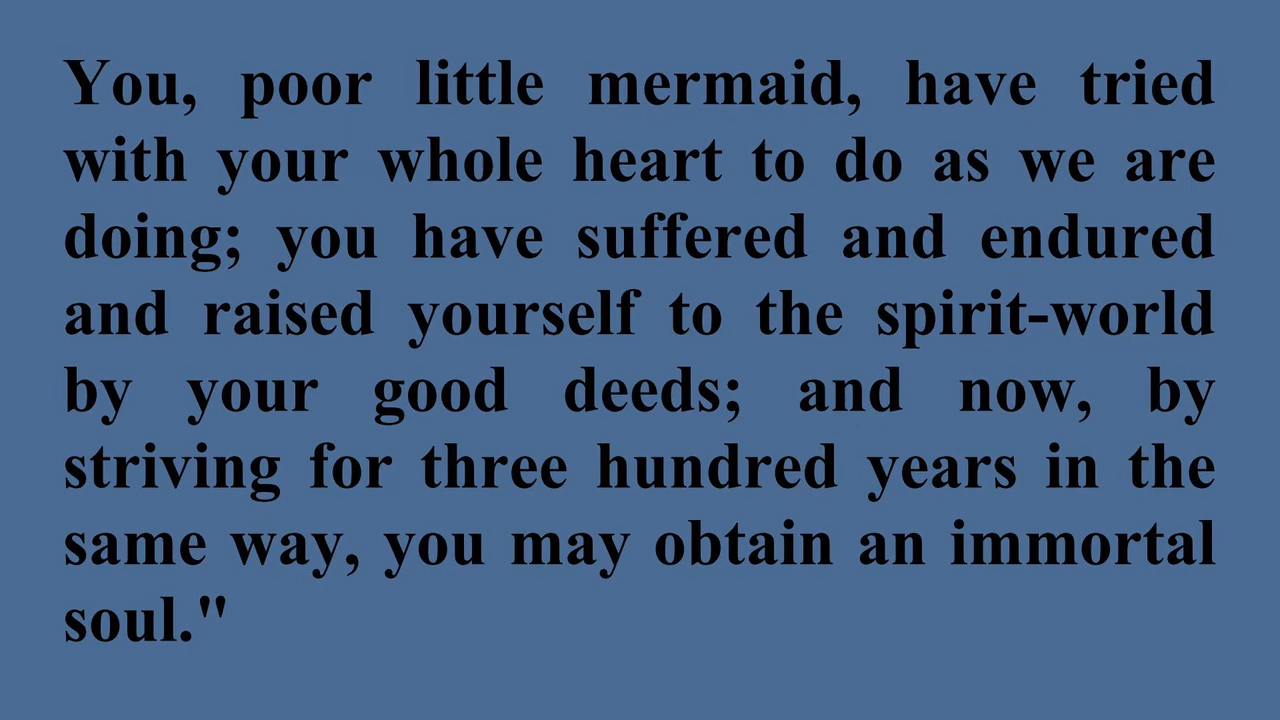 You, poor little mermaid, have tried
with your whole heart to do as we are
doing; you have suffered and endured
and raised yourself to the spirit-world
by your good deeds; and now, by
striving for three hundred years in the
same way, you may obtain an immortal
soul."